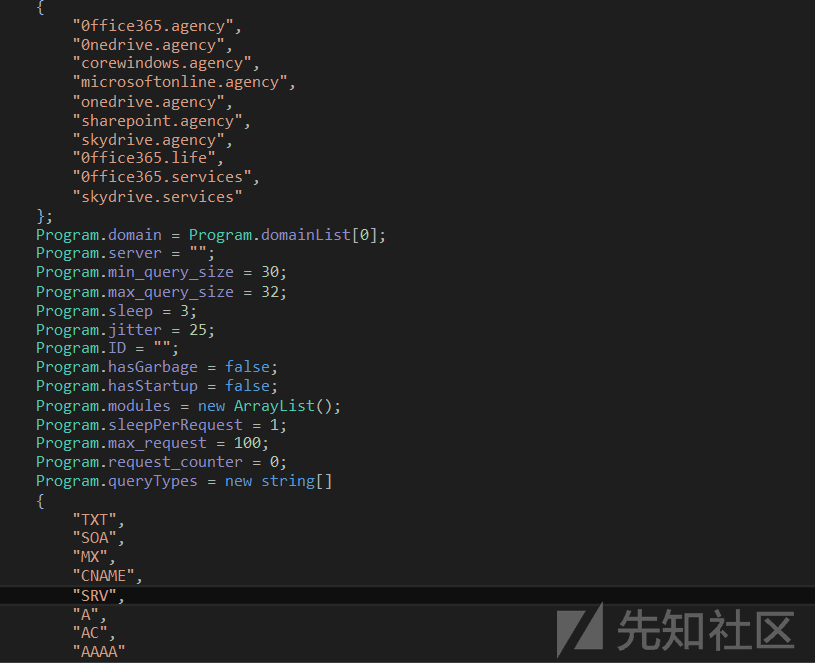 {
"0ffice365.agency",
"0nedrive.agency",
"corewindows.agency",
"microsoftonline.agency",
"onedrive.agency",
"sharepoint.agency",
"skydrive.agency",
"0ffice365.life",
"0ffice365.services",
"skydrive.services"
};
Program.domain = Program.domainList[0];
Program.server = "";
Program.min_query_size = 30;
Program.max_query_size = 32;
Program.sleep = 3;
Program.jitter = 25;
Program.ID = "";
Program.hasGarbage = false;
Program.hasStartup = false;
Program.modules = new ArrayList();
Program.sleepPerRequest = 1;
Program.max_request = 100;
Program.request_counter = 0;
Program.queryTypes = new string[]
{
"TXT",
"SOA",
"MX",
"CNAME",
"SRV",
"A",
"AC",
"AAAA"
先知社区